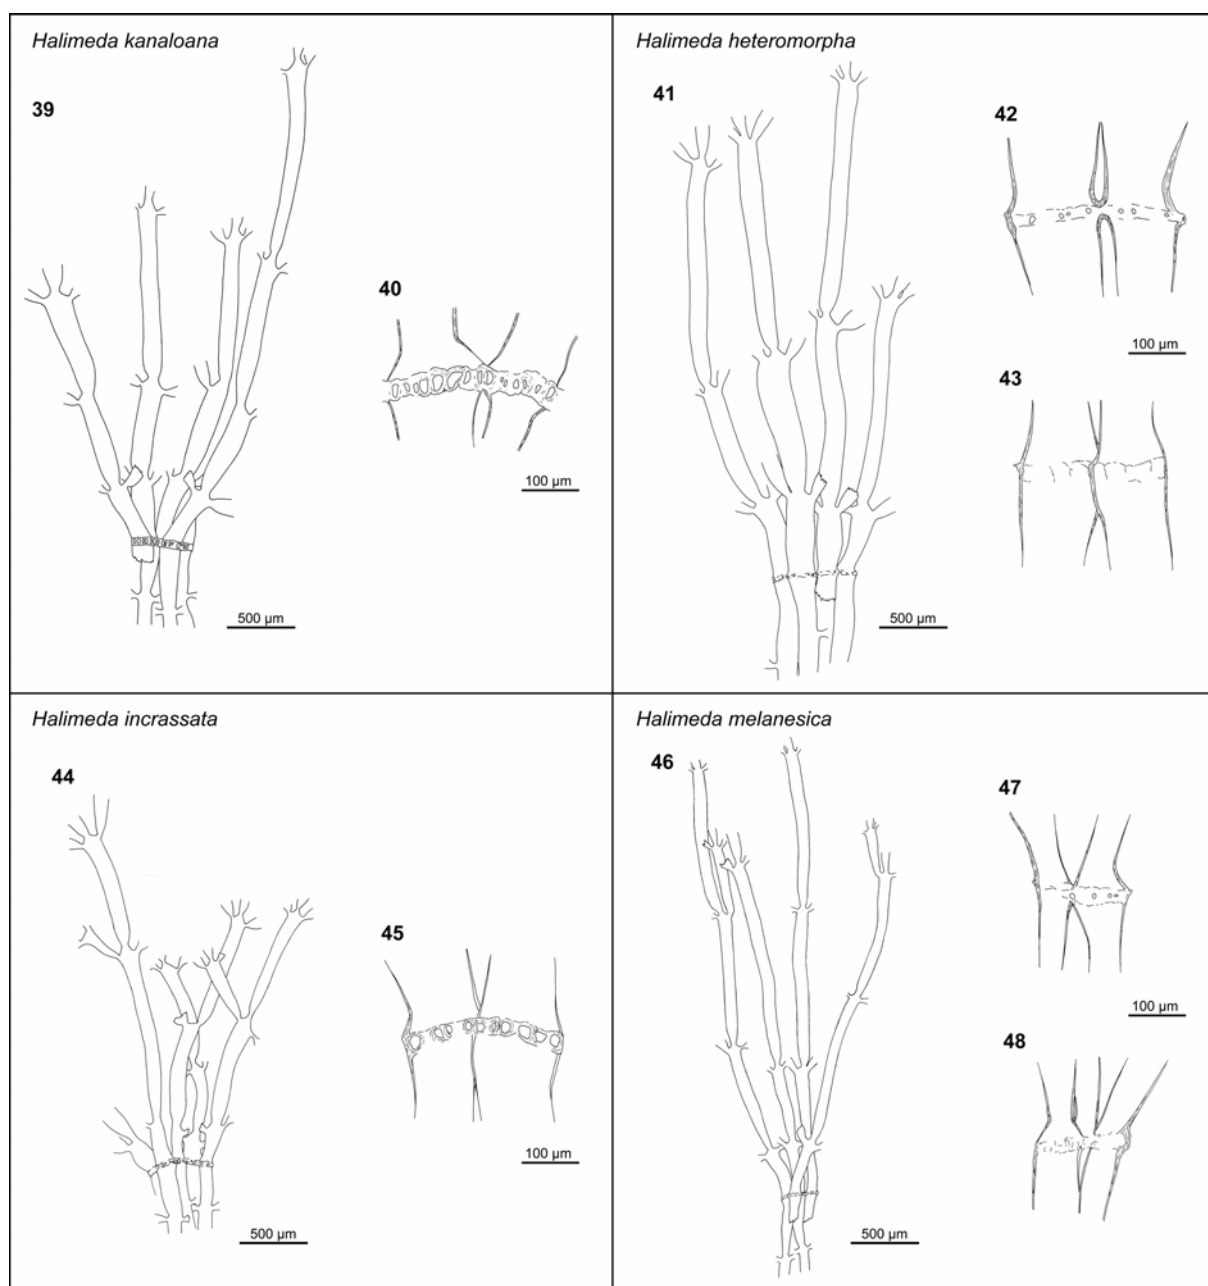 Halimeda kanaloana
39
40
100 µm
500 µm
Halimeda heteromorpha
41
42
100 µm
43
500 µm
Halimeda incrassata
44
45
100 µm
500 µm
Halimeda melanesica
46
47
100 µm
48
500 µm